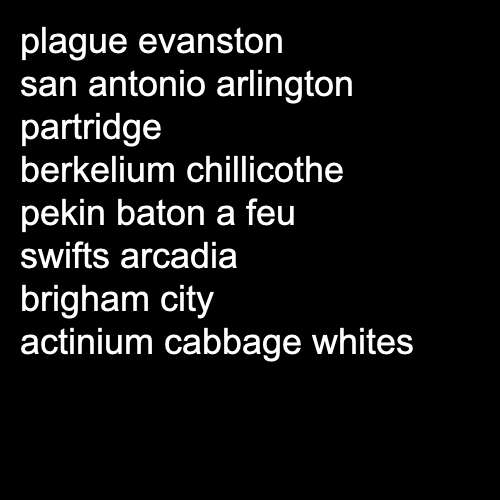 plague evanston
san antonio arlington
partridge
berkelium chillicothe
pekin baton a feu
swifts arcadia
brigham city
actinium cabbage whites